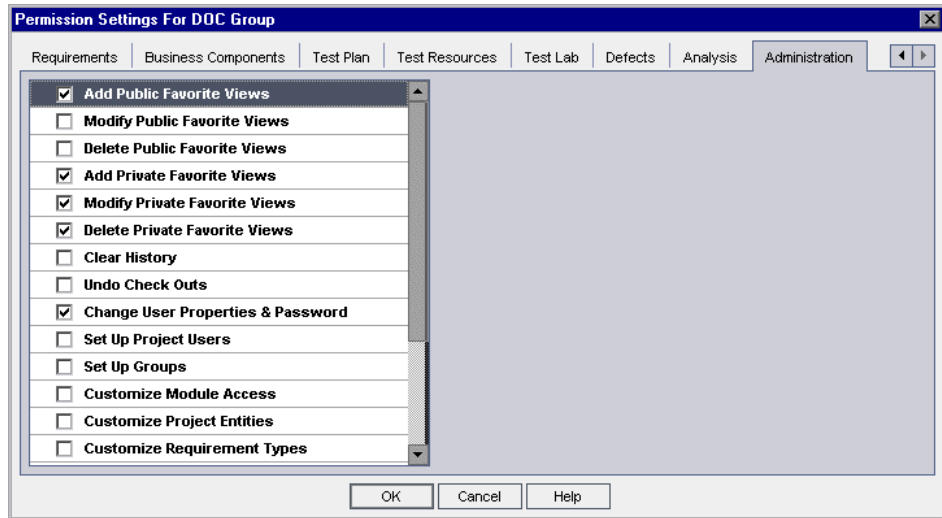 Permission Settings For DOC Group
Requirements Business Components Test Plan Test Resources Test Lab Defects Analysis Administration
Add Public Favorite Views
Modify Public Favorite Views
Delete Public Favorite Views
Add Private Favorite Views
Modify Private Favorite Views
Delete Private Favorite Views
Clear History
Undo Check Outs
Change User Properties & Password
Set Up Project Users
Set Up Groups
Customize Module Access
Customize Project Entities
Customize Requirement Types
OK Cancel Help